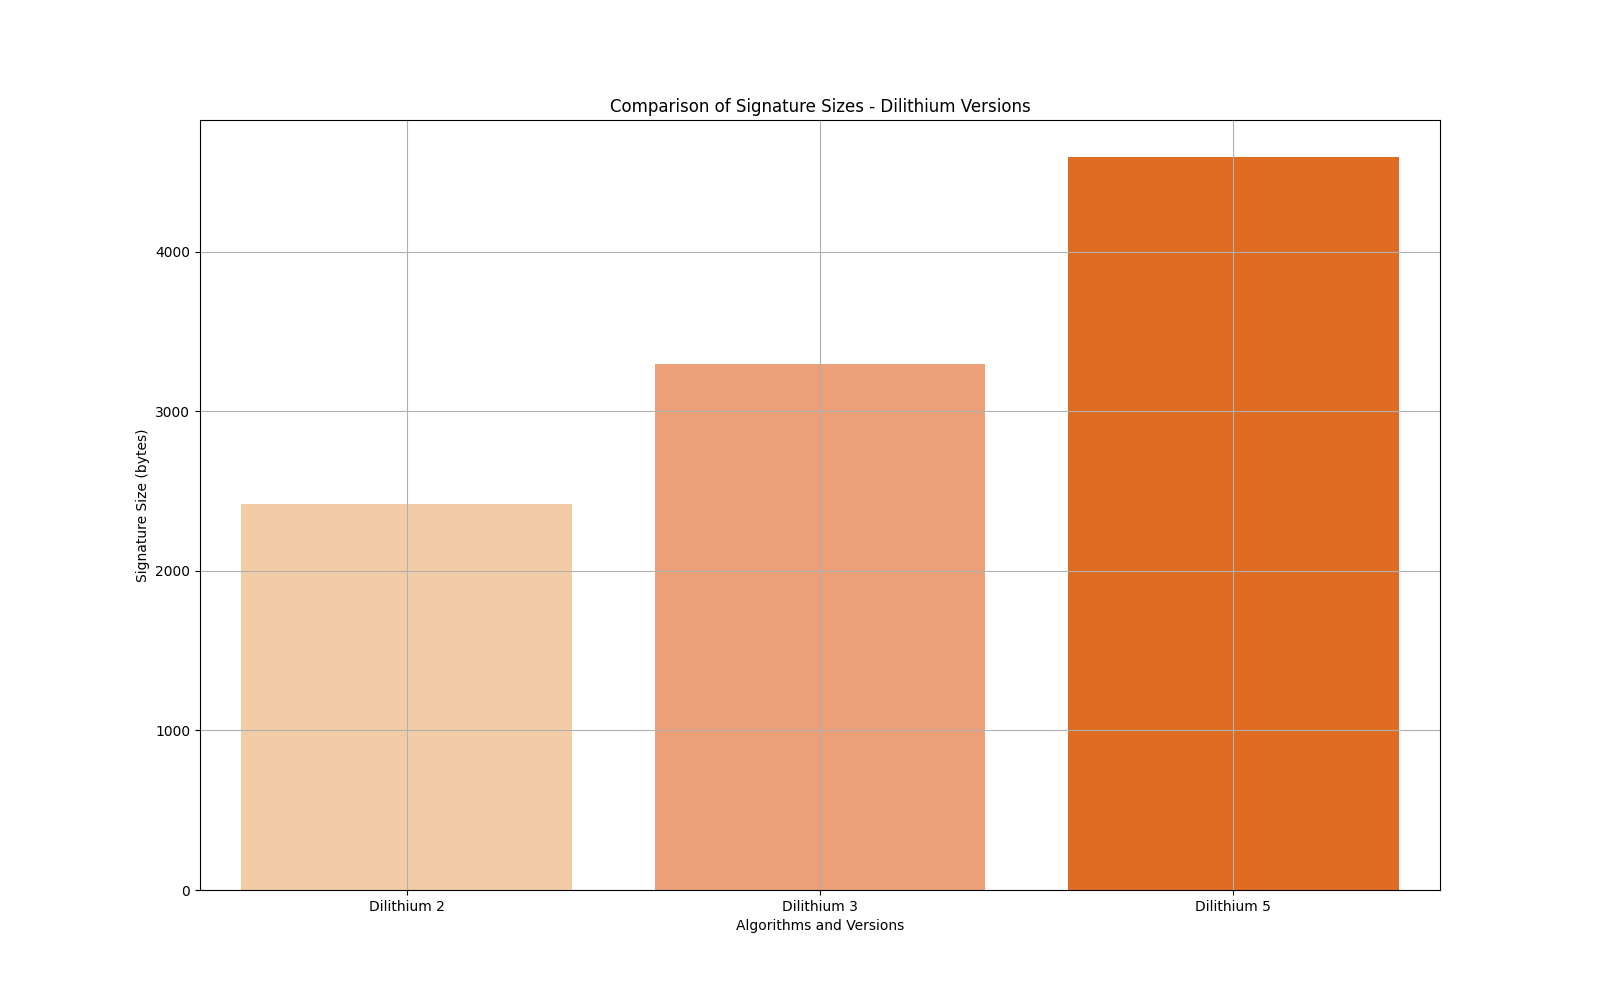 Comparison of Signature Sizes - Dilithium Versions
Signature Size (bytes)
4000
3000
2000
1000
0
Dilithium 2
Dilithium 3
Dilithium 5
Algorithms and Versions